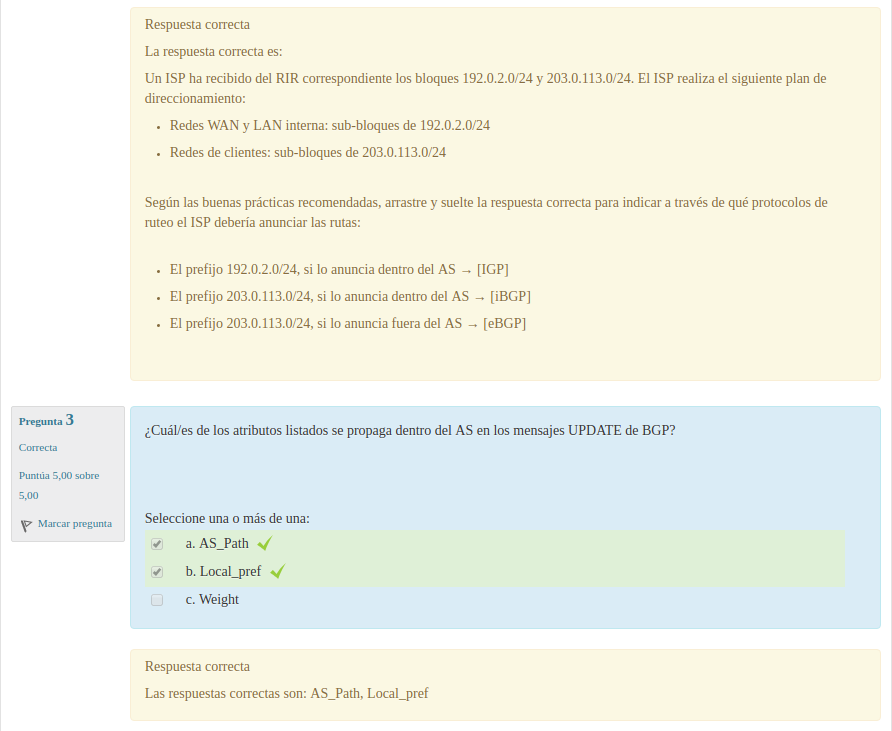 Respuesta correcta
La respuesta correcta es:
Un ISP ha recibido del RIR correspondiente los bloques 192.0.2.0/24 y 203.0.113.0/24. El ISP realiza el siguiente plan de
direccionamiento:
• Redes WAN y LAN interna: sub-bloques de 192.0.2.0/24
• Redes de clientes: sub-bloques de 203.0.113.0/24
Según las buenas prácticas recomendadas, arrastre y suelte la respuesta correcta para indicar a través de qué protocolos de
ruteo el ISP debería anunciar las rutas:
• El prefijo 192.0.2.0/24, si lo anuncia dentro del AS → [IGP]
• El prefijo 203.0.113.0/24, si lo anuncia dentro del AS → [iBGP]
• El prefijo 203.0.113.0/24, si lo anuncia fuera del AS → [eBGP]
Pregunta 3
Correcta
Puntúa 5,00 sobre
5,00
Marcar pregunta
¿Cuál/es de los atributos listados se propaga dentro del AS en los mensajes UPDATE de BGP?
Seleccione una o más de una:
a. AS_Path
b. Local_pref
c. Weight
Respuesta correcta
Las respuestas correctas son: AS_Path, Local_pref